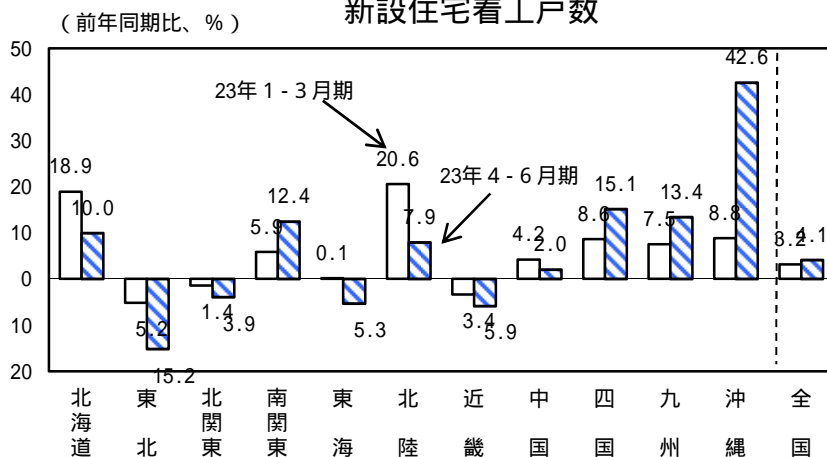 新設住宅着工戸数
(前年同期比、%)
50
40
30
20
10
0
10
20
23年1-3月期
23年4-6月期
18.9
10.0
5.2
15.2
1.4
3.9
5.9
12.4
0.1
5.3
20.6
7.9
3.4
5.9
4.2
2.0
8.6
15.1
7.5
13.4
8.8
42.6
3.2
4.1
北海道
東北
北関東
南関東
東海
北陸
近畿
中国
四国
九州
沖縄
全国